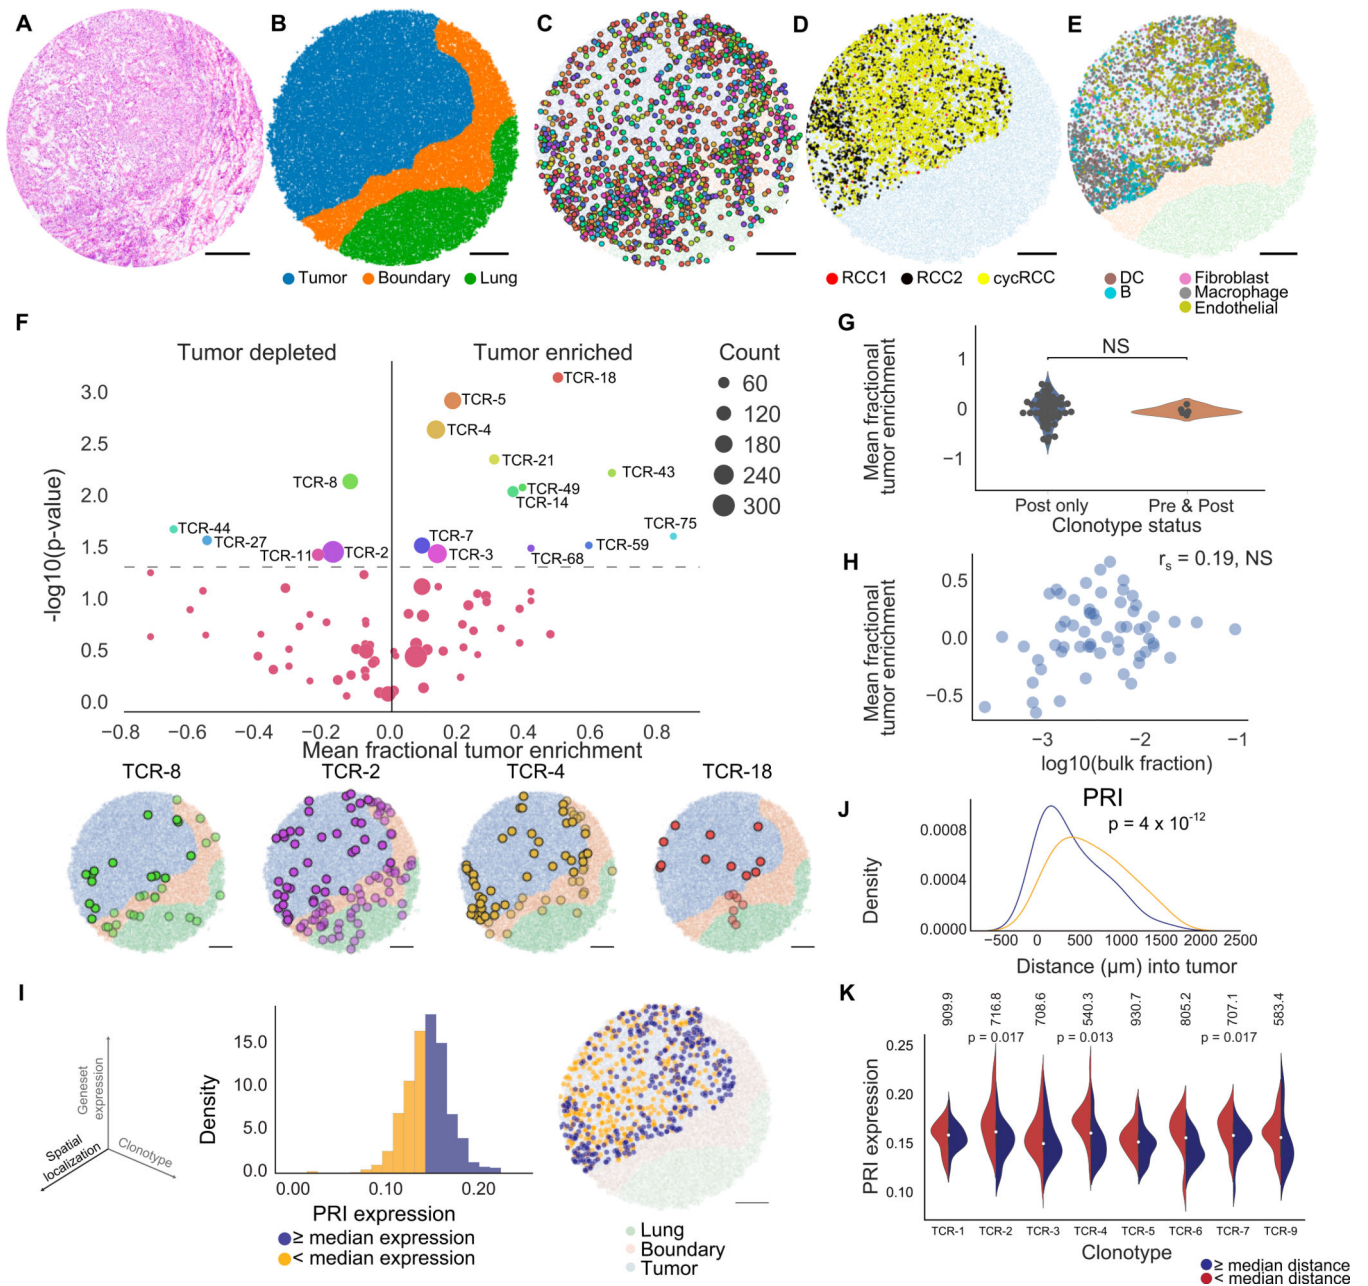 A
B
C
D
E
Tumor
Boundary
Lung
RCC1
RCC2
cycRCC
DC
B
Fibroblast
Macrophage
Endothelial
F
Tumor depleted
Tumor enriched
Count
60
120
180
240
300
TCR-18
TCR-5
TCR-4
TCR-21
TCR-43
TCR-8
TCR-49
TCR-14
TCR-44
TCR-27
TCR-11
TCR-2
TCR-7
TCR-3
TCR-68
TCR-59
TCR-75
-log10(p-value)
3.0
2.5
2.0
1.5
1.0
0.5
0.0
−0.8
−0.6
−0.4
−0.2
0.0
0.2
0.4
0.6
0.8
Mean fractional tumor enrichment
TCR-8
TCR-2
TCR-4
TCR-18
G
Mean fractional
tumor enrichment
1
0
−1
NS
Post only
Pre & Post
Clonotype status
H
Mean fractional
tumor enrichment
0.5
0.0
−0.5
rs = 0.19, NS
−3
−2
−1
log10(bulk fraction)
J
PRI
p = 4 x 10-12
Density
0.0008
0.0004
0.0000
−500
0
500
1000
1500
2000
2500
Distance (µm) into tumor
I
Geneset
expression
Spatial
localization
Clonotype
Density
15.0
10.0
5.0
0.0
0.00
0.10
0.20
PRI expression
≥ median expression
< median expression
Lung
Boundary
Tumor
K
909.9
716.8
708.6
540.3
930.7
805.2
707.1
583.4
p = 0.017
p = 0.013
p = 0.017
PRI expression
0.25
0.20
0.15
0.10
TCR-1
TCR-2
TCR-3
TCR-4
TCR-5
TCR-6
TCR-7
TCR-9
Clonotype
≥ median distance
< median distance